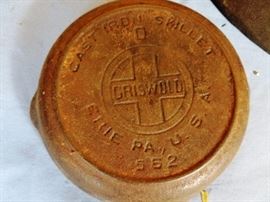 CAST IRON SKILLET
0
GRISWOLD
ERIE PA., U.S.A.
562